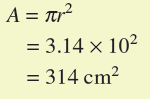 A = πr²
= 3.14 × 10²
= 314 cm²